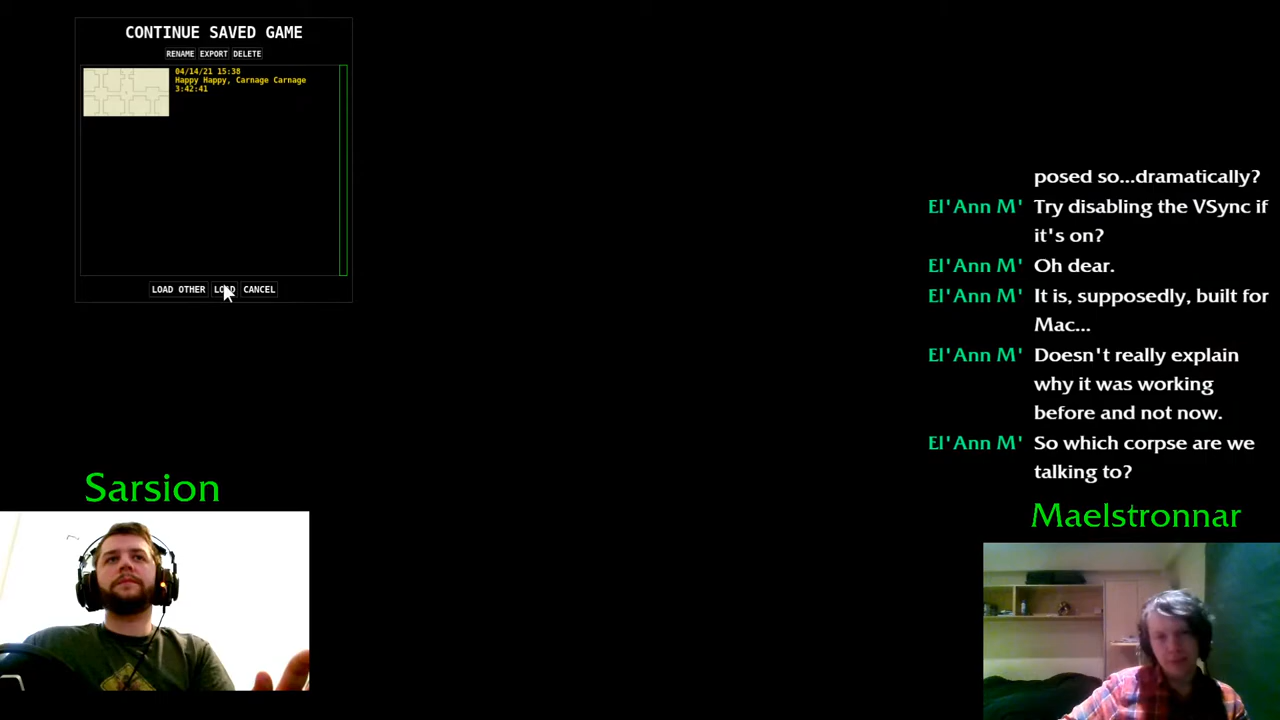 CONTINUE SAVED GAME
RENAME EXPORT DELETE
04/14/21 15:38
Happy Happy, Carnage Carnage
3:42:41
LOAD OTHER LOAD CANCEL
posed so...dramatically?
El'Ann M' Try disabling the VSync if
it's on?
El'Ann M' Oh dear.
El'Ann M' It is, supposedly, built for
Mac...
El'Ann M' Doesn't really explain
why it was working
before and not now.
El'Ann M' So which corpse are we
talking to?
Sarsion
Maelstronnar